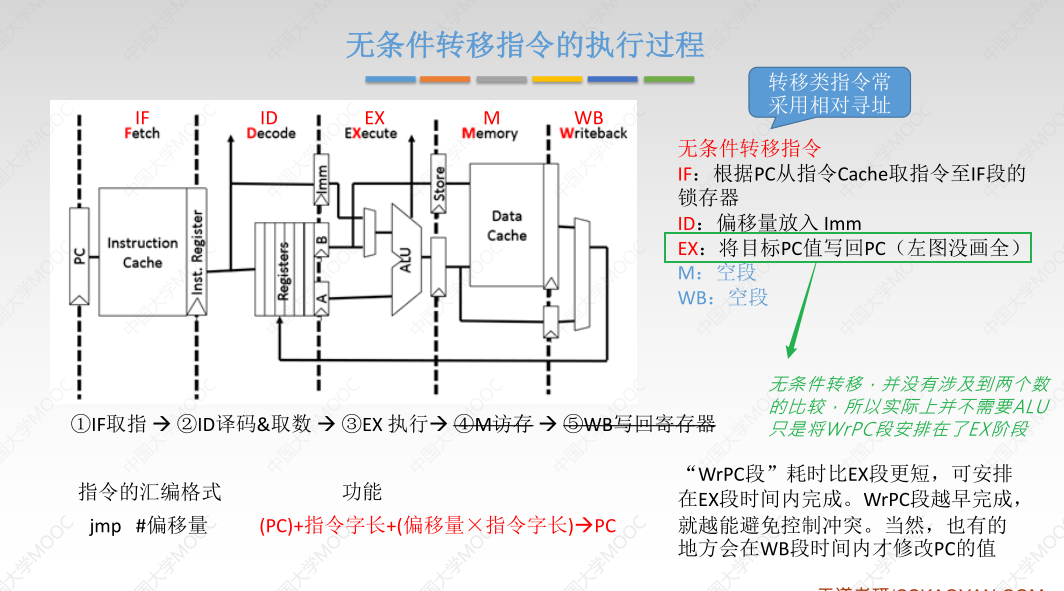 无条件转移指令的执行过程
转移类指令常
采用相对寻址
IF
ID
EX
M
WB
Fetch
Decode
EXecute
Memory
Writeback
PC
Instruction
Cache
Inst. Register
Registers
Imm
B
A
ALU
Store
Data
Cache
无条件转移指令
IF：根据PC从指令Cache取指令至IF段的
锁存器
ID：偏移量放入 Imm
EX：将目标PC值写回PC（左图没画全）
M：空段
WB：空段
无条件转移，并没有涉及到两个数
的比较，所以实际上并不需要ALU
只是将WrPC段安排在了EX阶段
①IF取指 → ②ID译码&取数 → ③EX 执行→ ④M访存 → ⑤WB写回寄存器
指令的汇编格式
功能
jmp #偏移量
(PC)+指令字长+(偏移量×指令字长)→PC
“WrPC段”耗时比EX段更短，可安排
在EX段时间内完成。WrPC段越早完成，
就越能避免控制冲突。当然，也有的
地方会在WB段时间内才修改PC的值
中国大学MOOC